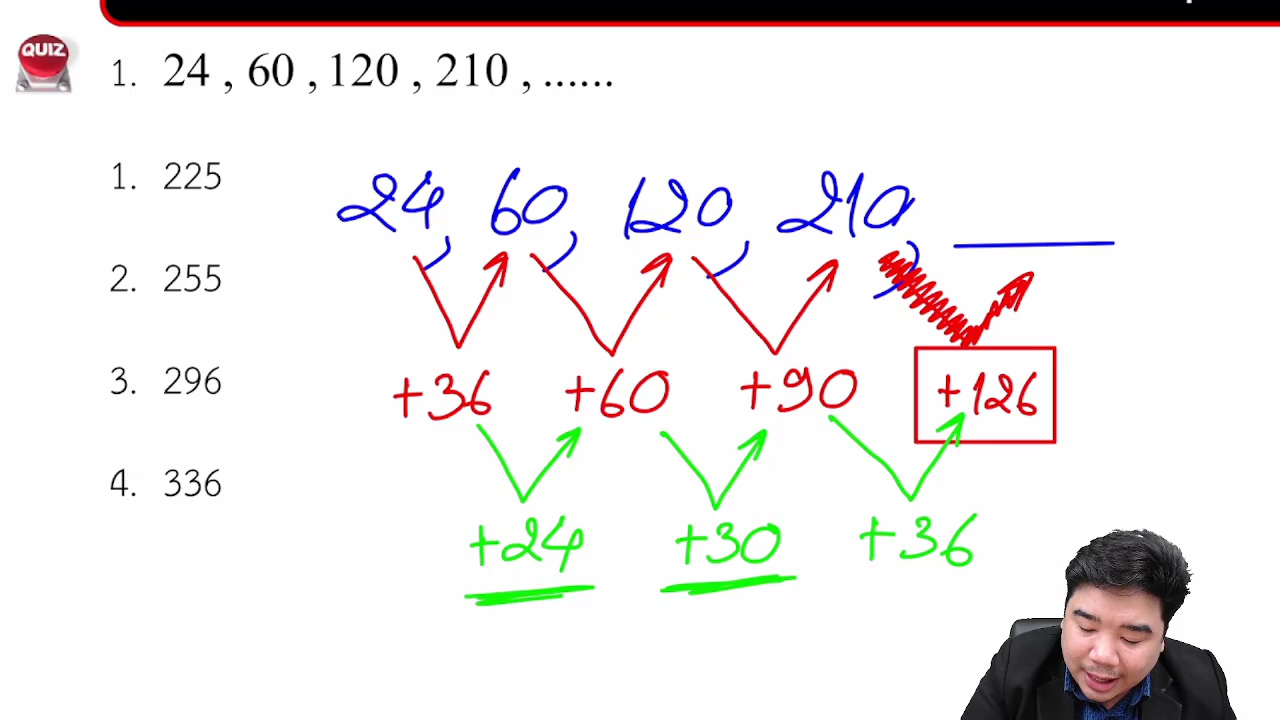 QUIZ
1. 24 , 60 , 120 , 210 , ......
1. 225
2. 255
3. 296
4. 336
24, 60, 120, 210,
+36 +60 +90 +126
+24 +30 +36